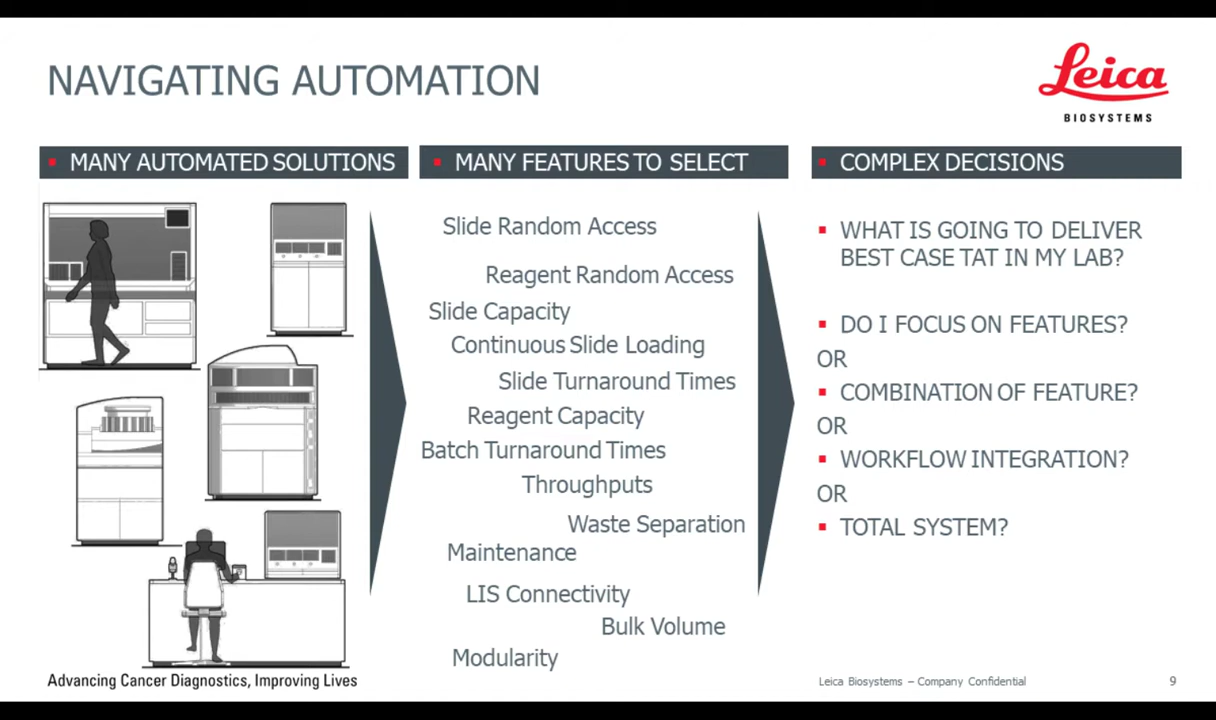 NAVIGATING AUTOMATION
Leica
BIOSYSTEMS
MANY AUTOMATED SOLUTIONS
MANY FEATURES TO SELECT
Slide Random Access
Reagent Random Access
Slide Capacity
Continuous Slide Loading
Slide Turnaround Times
Reagent Capacity
Batch Turnaround Times
Throughputs
Waste Separation
Maintenance
LIS Connectivity
Bulk Volume
Modularity
COMPLEX DECISIONS
WHAT IS GOING TO DELIVER
BEST CASE TAT IN MY LAB?
DO I FOCUS ON FEATURES?
OR
COMBINATION OF FEATURE?
OR
WORKFLOW INTEGRATION?
OR
TOTAL SYSTEM?
Advancing Cancer Diagnostics, Improving Lives
Leica Biosystems – Company Confidential
9